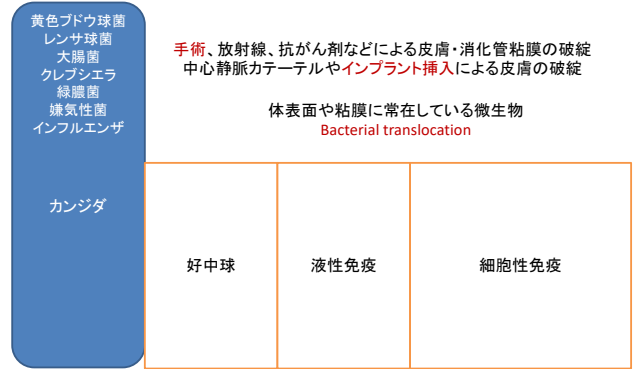 黄色ブドウ球菌
レンサ球菌
大腸菌
クレブシエラ
緑膿菌
嫌気性菌
インフルエンザ
カンジダ
手術、放射線、抗がん剤などによる皮膚・消化管粘膜の破綻
中心静脈カテーテルやインプラント挿入による皮膚の破綻
体表面や粘膜に常在している微生物
Bacterial translocation
好中球
液性免疫
細胞性免疫